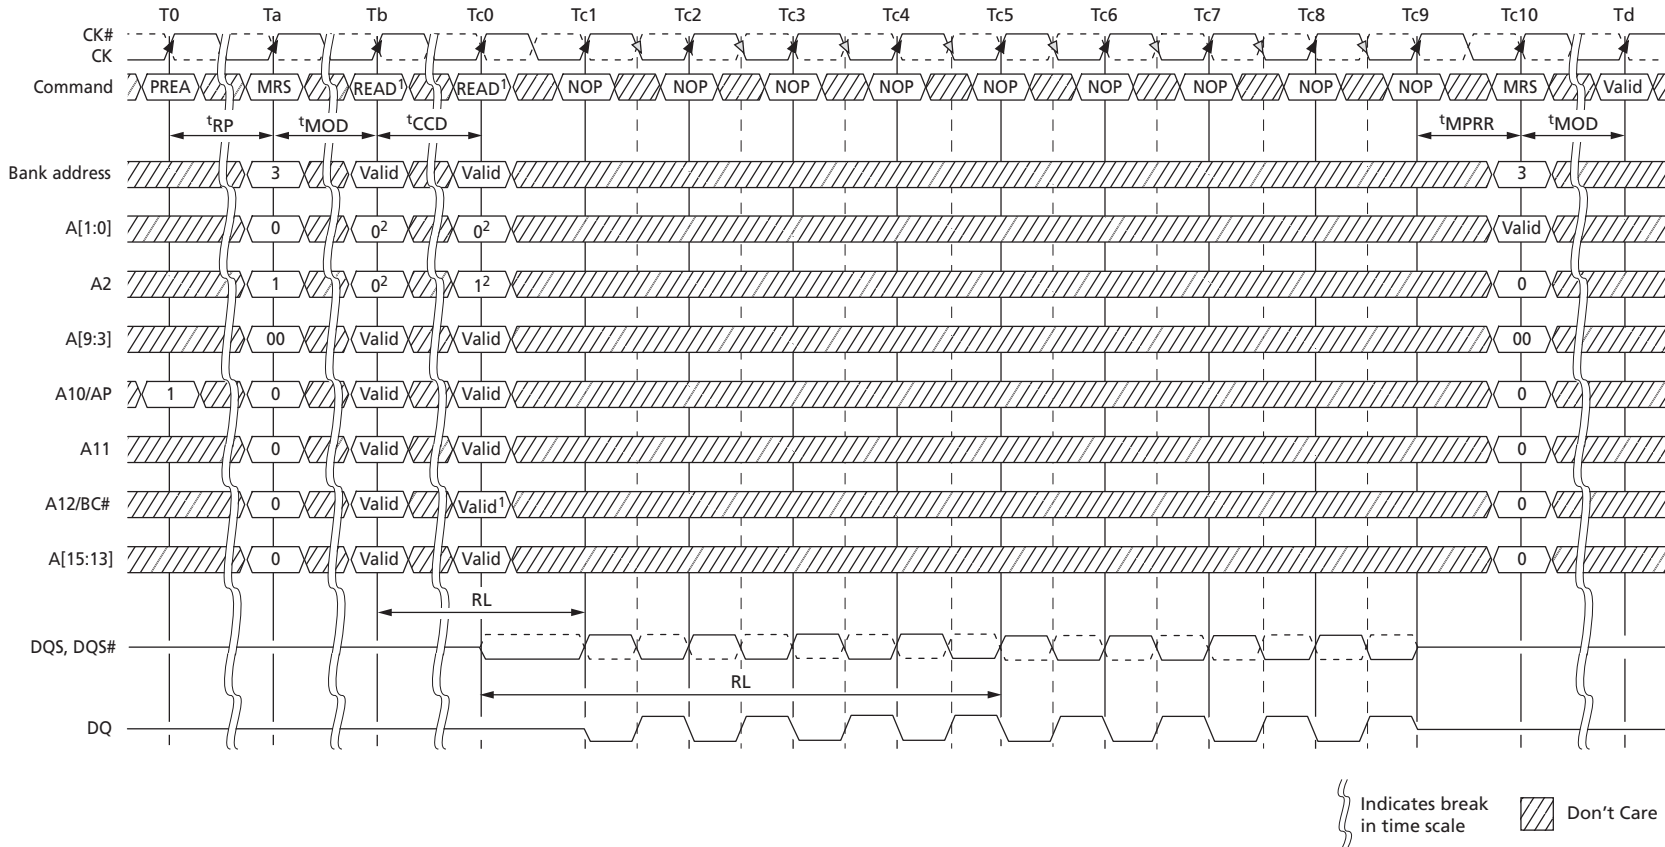 T0 Ta Tb Tc0 Tc1 Tc2 Tc3 Tc4 Tc5 Tc6 Tc7 Tc8 Tc9 Tc10 Td
CK#
CK
Command PREA MRS READ1 READ1 NOP NOP NOP NOP NOP NOP NOP NOP NOP MRS Valid
tRP tMOD tCCD tMPRR tMOD
Bank address 3 Valid Valid 3
A[1:0] 0 02 02 Valid
A2 1 02 12 0
A[9:3] 00 Valid Valid 00
A10/AP 1 0 Valid Valid 0
A11 0 Valid Valid 0
A12/BC# 0 Valid Valid1 0
A[15:13] 0 Valid Valid 0
RL
DQS, DQS#
RL
DQ
Indicates break
in time scale
Don't Care